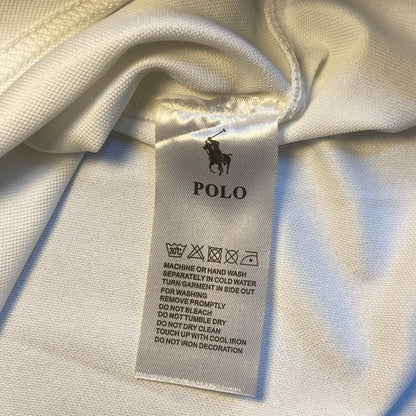 POLO
30°C
MACHINE OR HAND WASH
SEPARATELY IN COLD WATER
TURN GARMENT IN SIDE OUT
FOR WASHING
REMOVE PROMPTLY
DO NOT BLEACH
DO NOT TUMBLE DRY
DO NOT DRY CLEAN
TOUCH UP WITH COOL IRON
DO NOT IRON DECORATION